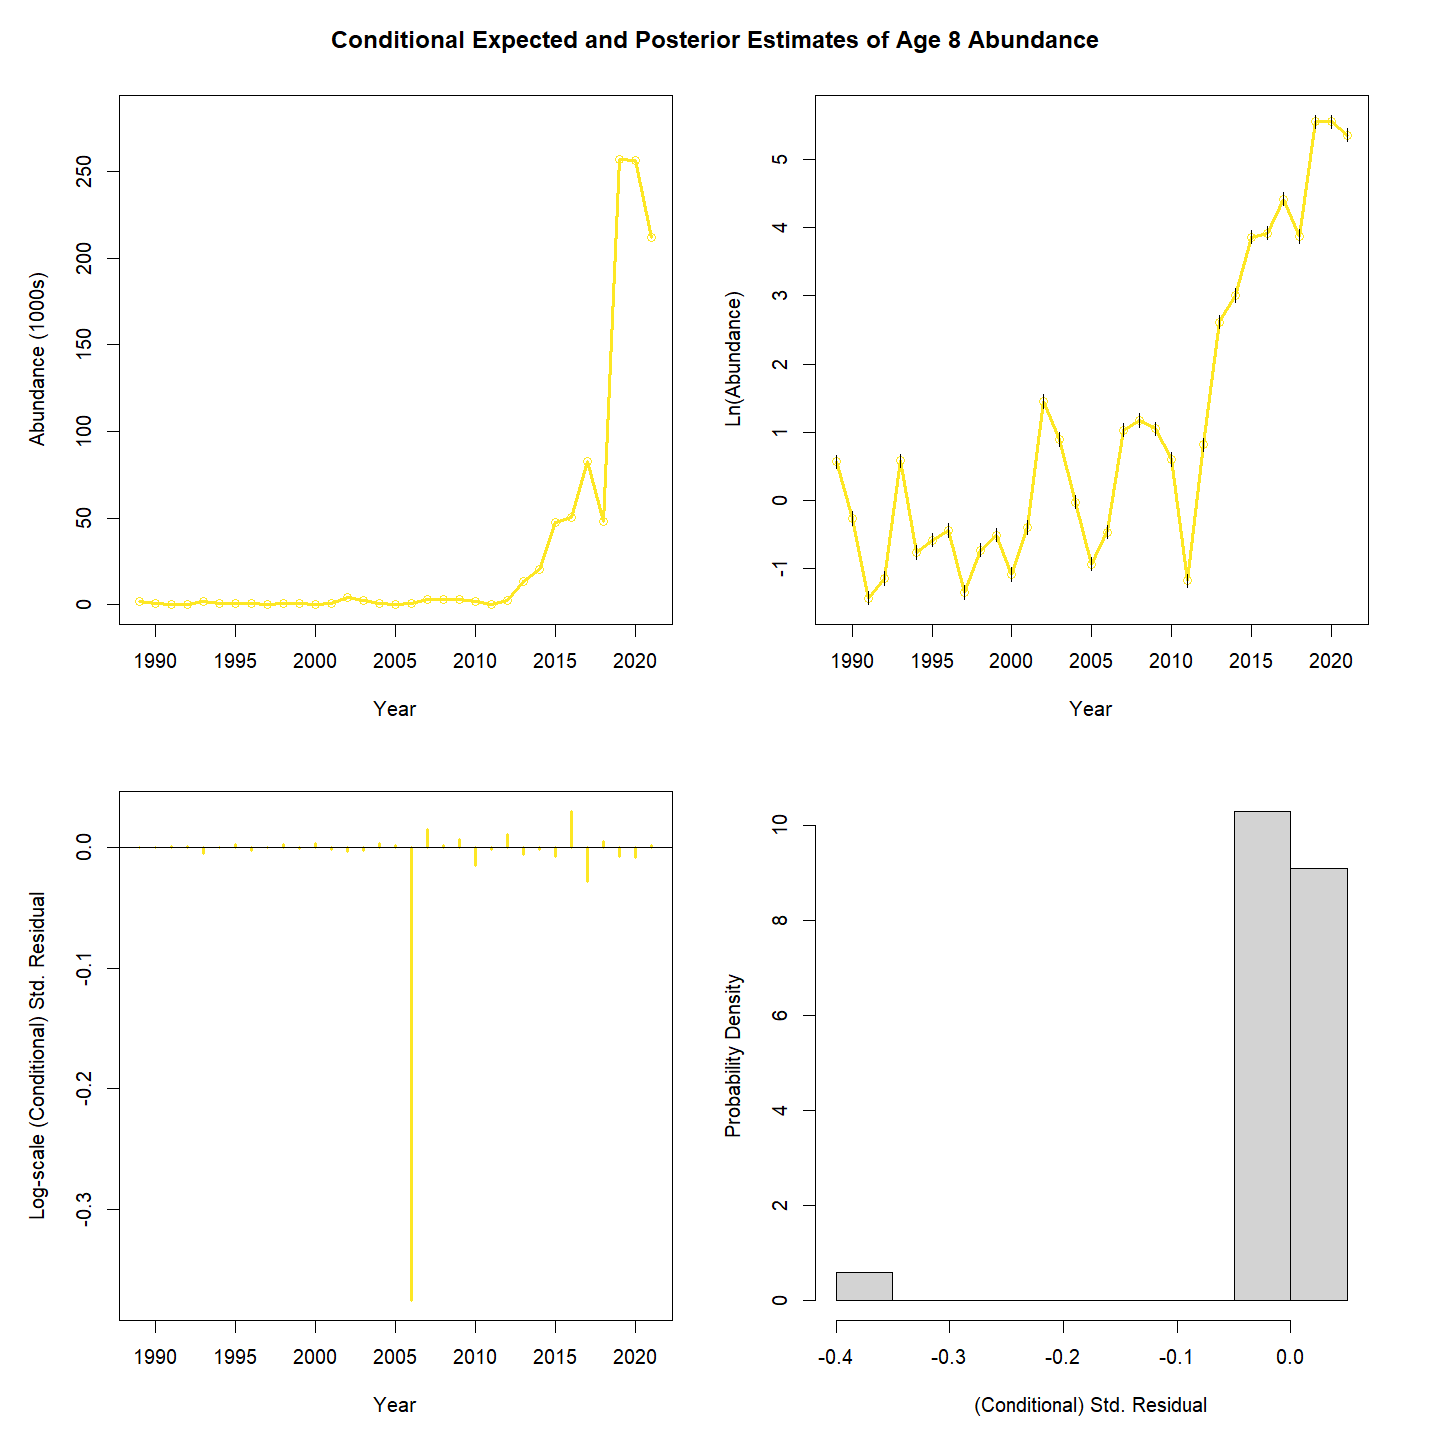 Conditional Expected and Posterior Estimates of Age 8 Abundance
Abundance (1000s)
250
200
150
100
50
0
1990 1995 2000 2005 2010 2015 2020
Year
Ln(Abundance)
5
4
3
2
1
0
-1
1990 1995 2000 2005 2010 2015 2020
Year
Log-scale (Conditional) Std. Residual
0.0
-0.1
-0.2
-0.3
1990 1995 2000 2005 2010 2015 2020
Year
Probability Density
10
8
6
4
2
0
-0.4 -0.3 -0.2 -0.1 0.0
(Conditional) Std. Residual